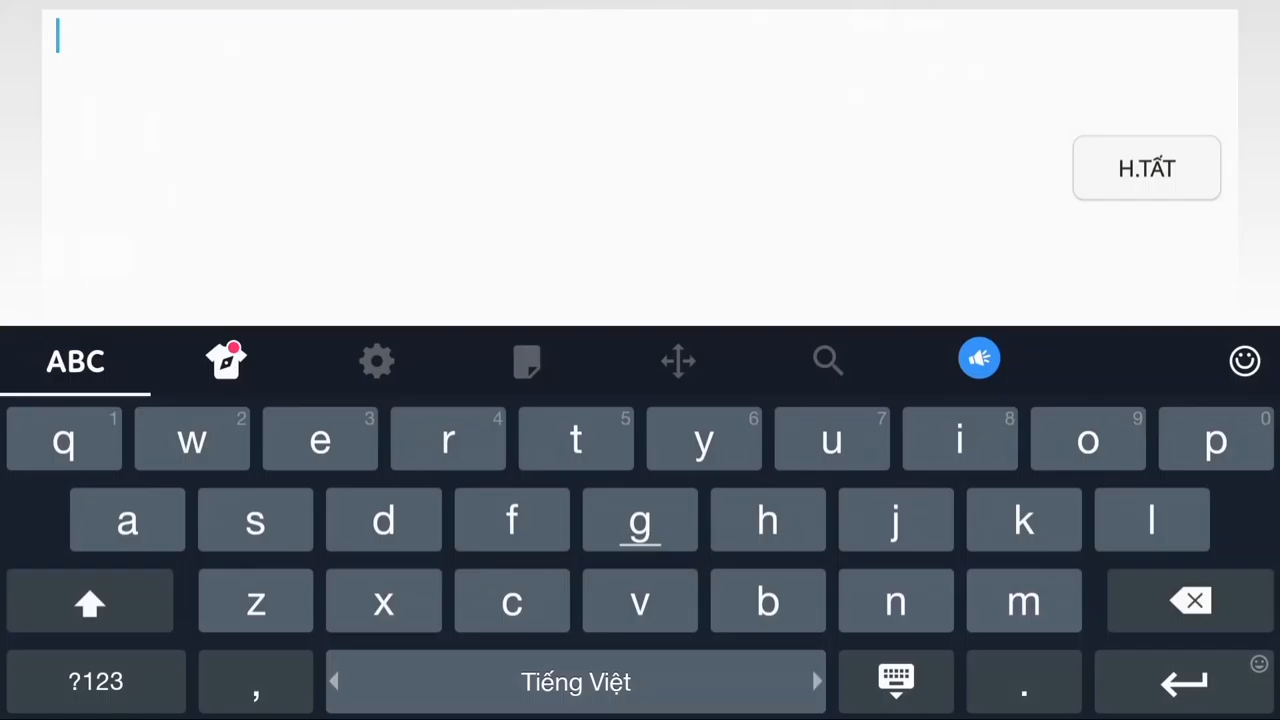 H.TẤT
ABC
q 1 w 2 e 3 r 4 t 5 y 6 u 7 i 8 o 9 p 0
a s d f g h j k l
z x c v b n m
?123 , Tiếng Việt .